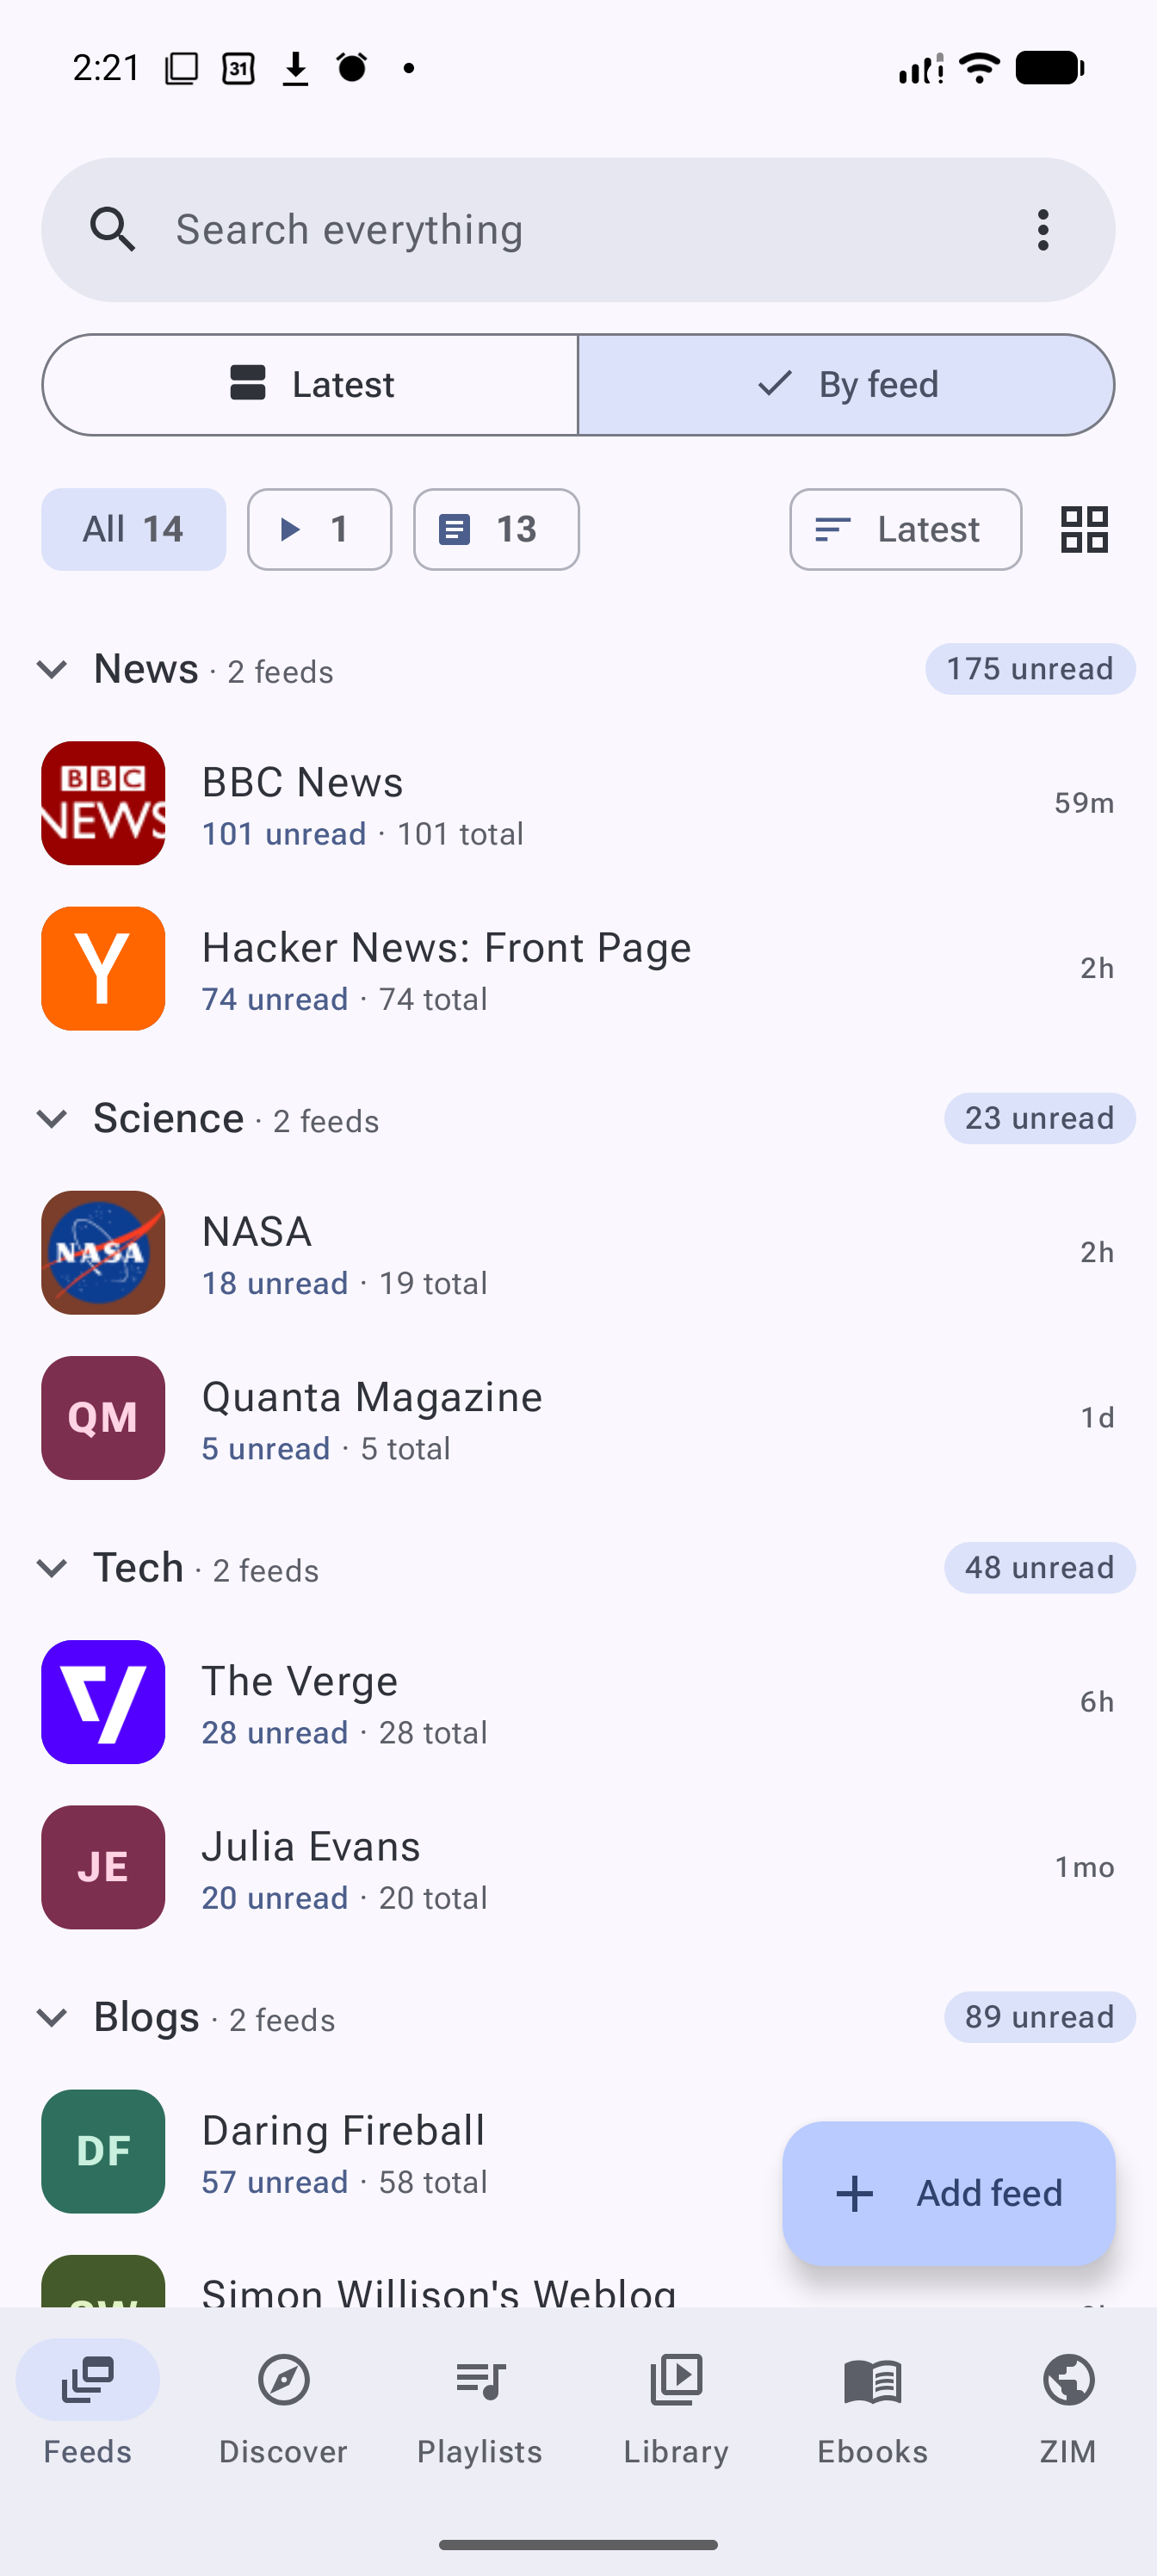 2:21
31
Search everything
Latest
By feed
All 14
1
13
Latest
News · 2 feeds
175 unread
BBC NEWS
BBC News
101 unread · 101 total
59m
Y
Hacker News: Front Page
74 unread · 74 total
2h
Science · 2 feeds
23 unread
NASA
NASA
18 unread · 19 total
2h
QM
Quanta Magazine
5 unread · 5 total
1d
Tech · 2 feeds
48 unread
The Verge
28 unread · 28 total
6h
JE
Julia Evans
20 unread · 20 total
1mo
Blogs · 2 feeds
89 unread
DF
Daring Fireball
57 unread · 58 total
Add feed
Simon Willison's Weblog
Feeds
Discover
Playlists
Library
Ebooks
ZIM